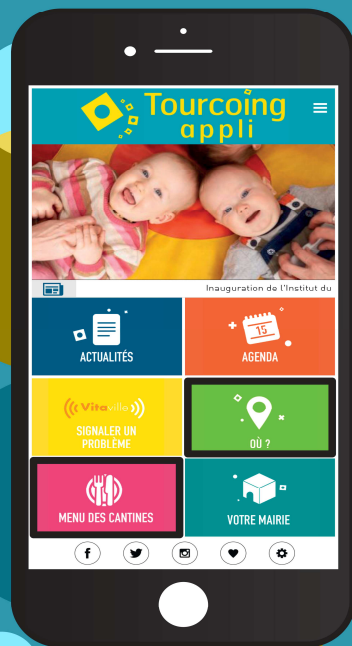 Tourcoing
appli
Inauguration de l'Institut du
ACTUALITÉS
15
AGENDA
((( Vitaville )))
SIGNALER UN
PROBLÈME
OÙ ?
MENU DES CANTINES
VOTRE MAIRIE
f